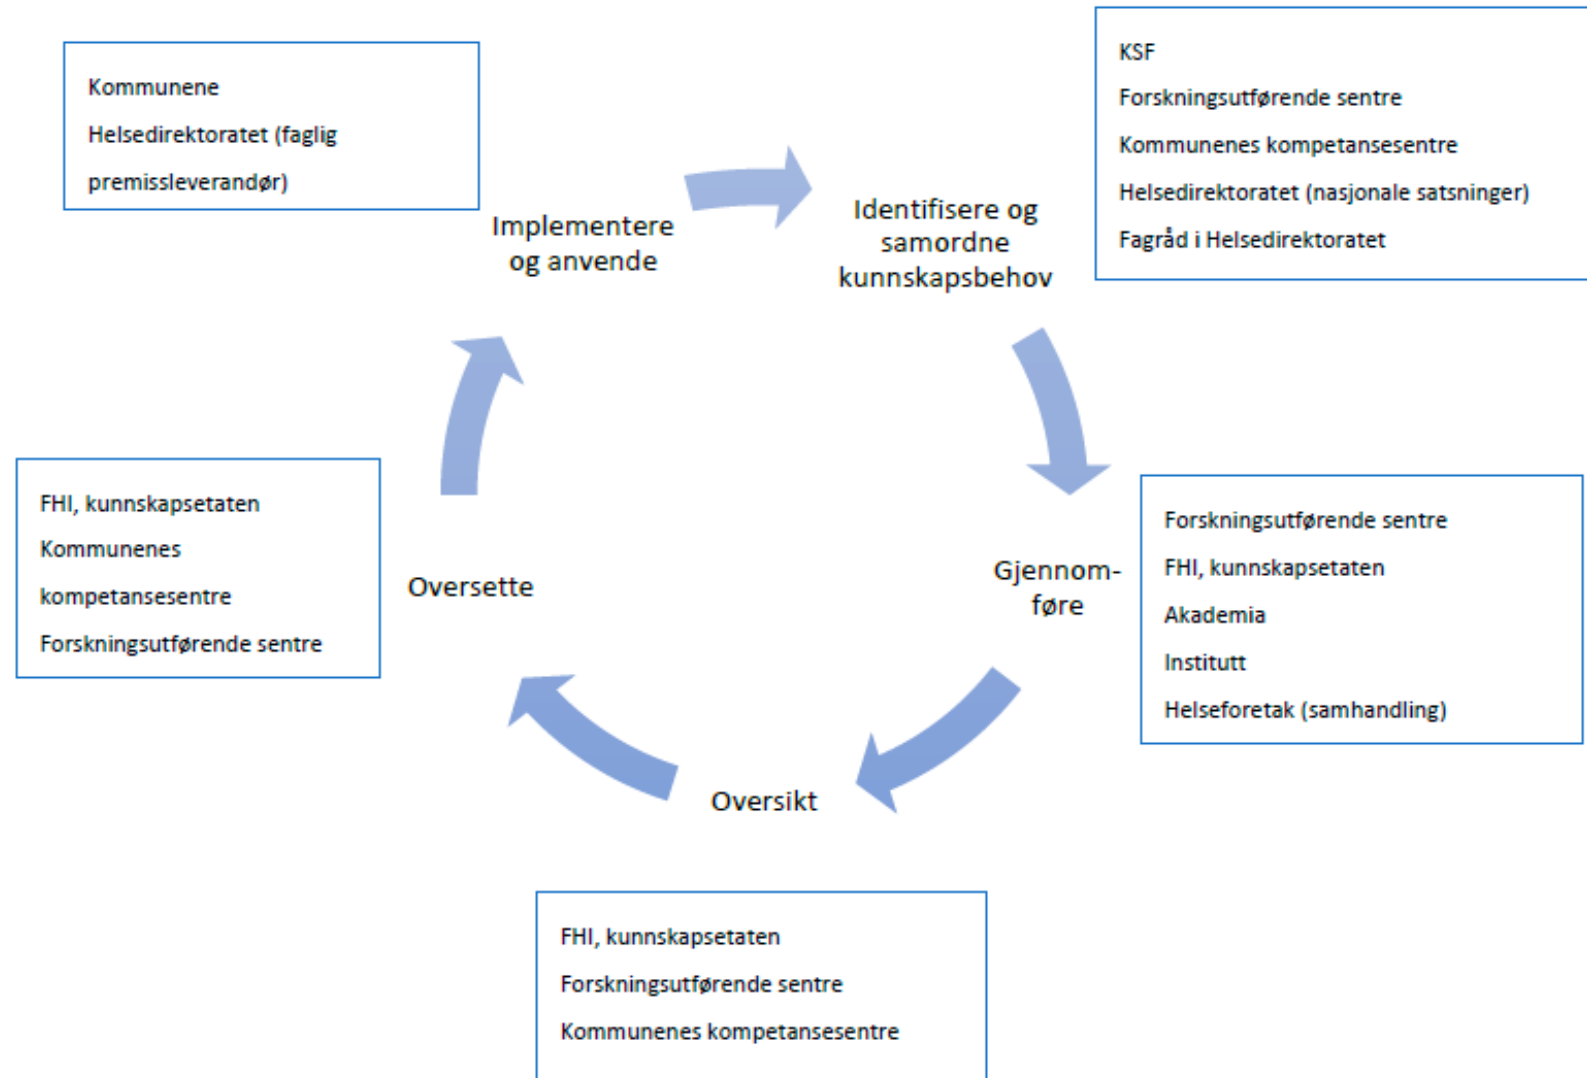 Kommunene
Helsedirektoratet (faglig
premissleverandør)
Implementere
og anvende
KSF
Forskningsutførende sentre
Kommunenes kompetansesentre
Helsedirektoratet (nasjonale satsninger)
Fagråd i Helsedirektoratet
Identifisere og
samordne
kunnskapsbehov
Gjennom-
føre
Forskningsutførende sentre
FHI, kunnskapsetaten
Akademia
Institutt
Helseforetak (samhandling)
Oversikt
FHI, kunnskapsetaten
Forskningsutførende sentre
Kommunenes kompetansesentre
Oversette
FHI, kunnskapsetaten
Kommunenes
kompetansesentre
Forskningsutførende sentre